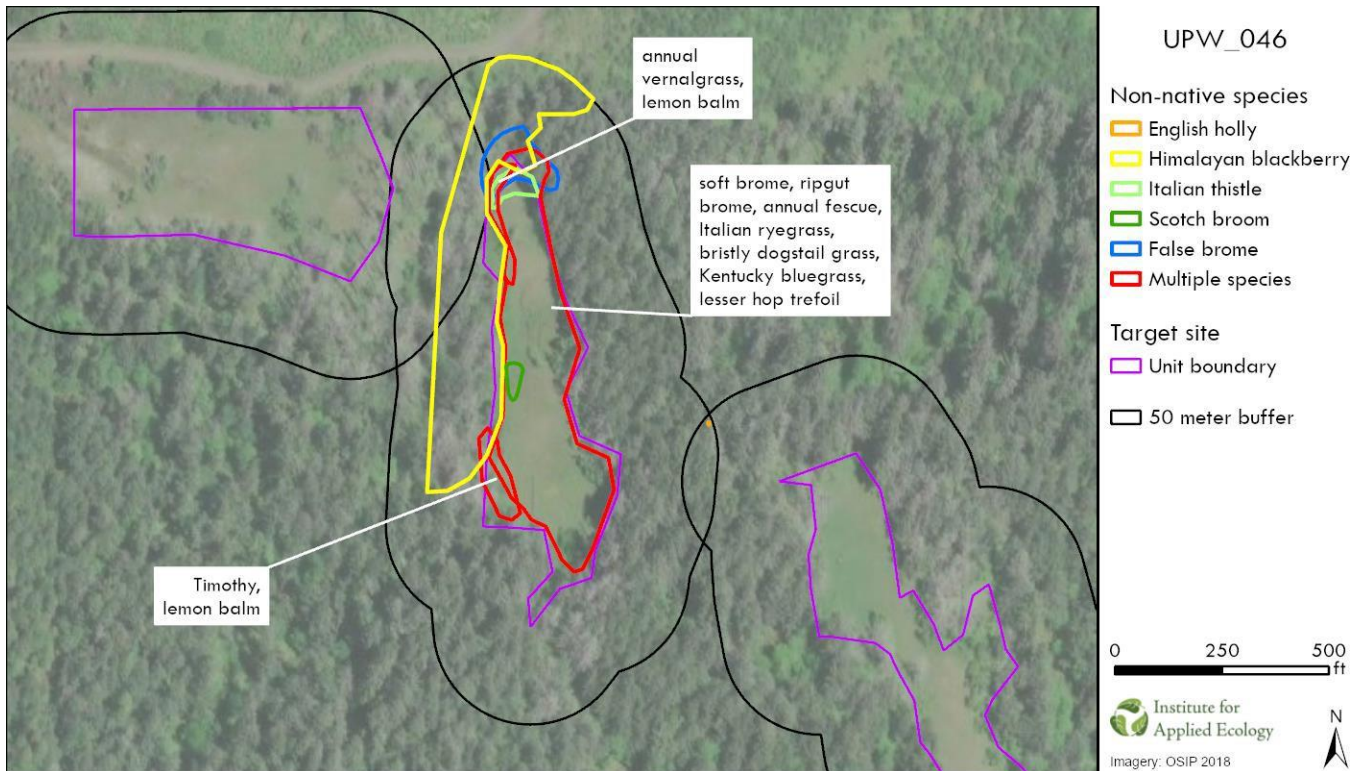 annual
vernalgrass,
lemon balm
soft brome, ripgut
brome, annual fescue,
Italian ryegrass,
bristly dogstail grass,
Kentucky bluegrass,
lesser hop trefoil
Timothy,
lemon balm
UPW_046
Non-native species
English holly
Himalayan blackberry
Italian thistle
Scotch broom
False brome
Multiple species
Target site
Unit boundary
50 meter buffer
0 250 500
ft
Institute for
Applied Ecology
N
Imagery: OSIP 2018